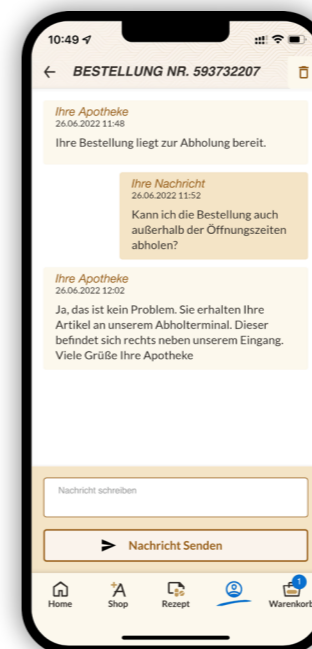 10:49
BESTELLUNG NR. 593732207
Ihre Apotheke
26.06.2022 11:48
Ihre Bestellung liegt zur Abholung bereit.
Ihre Nachricht
26.06.2022 11:52
Kann ich die Bestellung auch
außerhalb der Öffnungszeiten
abholen?
Ihre Apotheke
26.06.2022 12:02
Ja, das ist kein Problem. Sie erhalten Ihre
Artikel an unserem Abholterminal. Dieser
befindet sich rechts neben unserem Eingang.
Viele Grüße Ihre Apotheke
Nachricht schreiben
Nachricht Senden
1
Home Shop Rezept Warenkorb